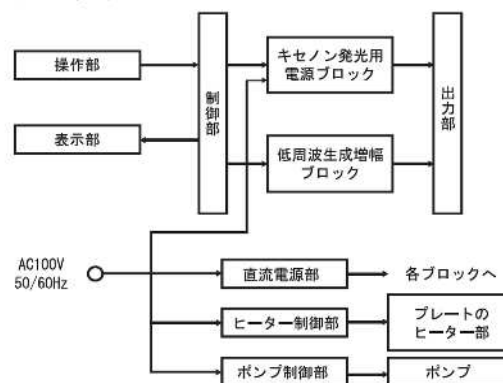 操作部
表示部
制御部
キセノン発光用
電源ブロック
低周波生成増幅
ブロック
出力部
AC100V
50/60Hz
直流電源部
各ブロックへ
ヒーター制御部
プレートの
ヒーター部
ポンプ制御部
ポンプ